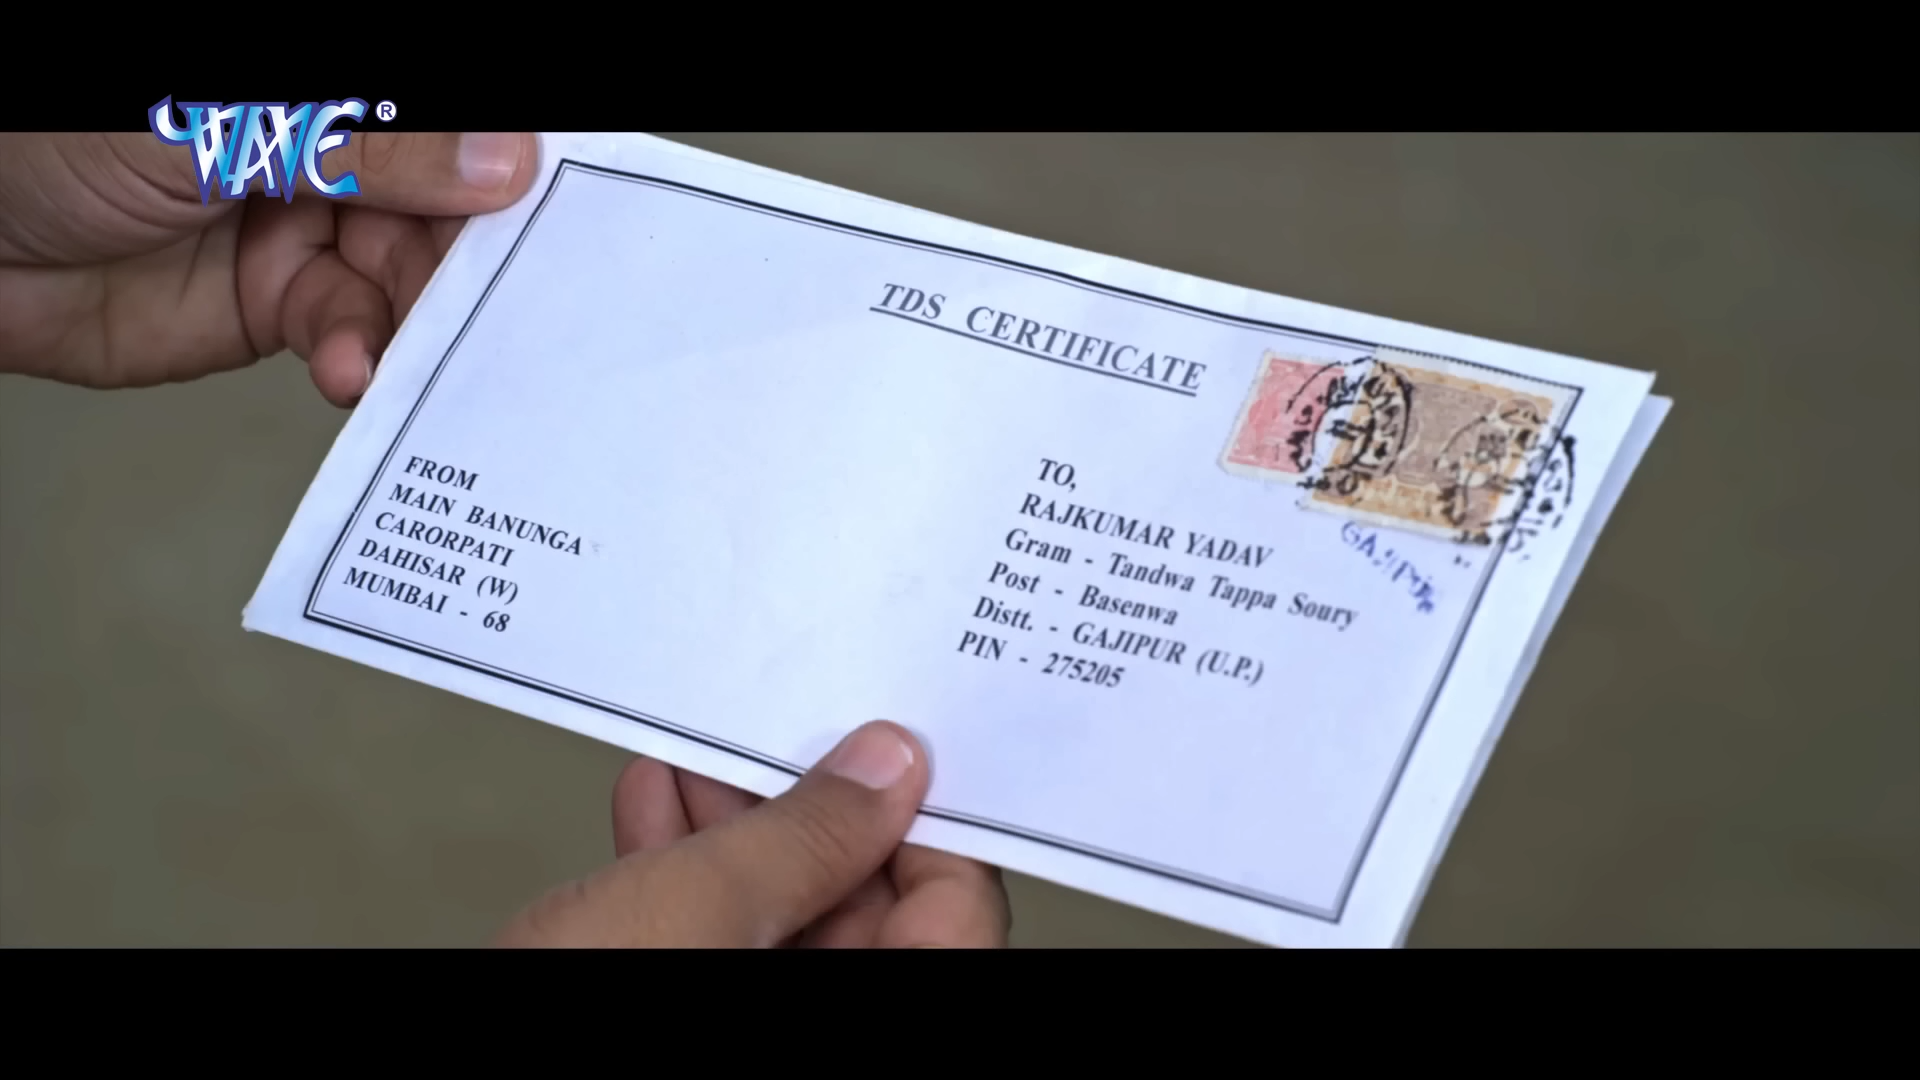 WAVE ®
TDS CERTIFICATE
FROM
MAIN BANUNGA
CARORPATI
DAHISAR (W)
MUMBAI - 68
TO,
RAJKUMAR YADAV
Gram - Tandwa Tappa Soury
Post - Basenwa
Distt. - GAJIPUR (U.P.)
PIN - 275205